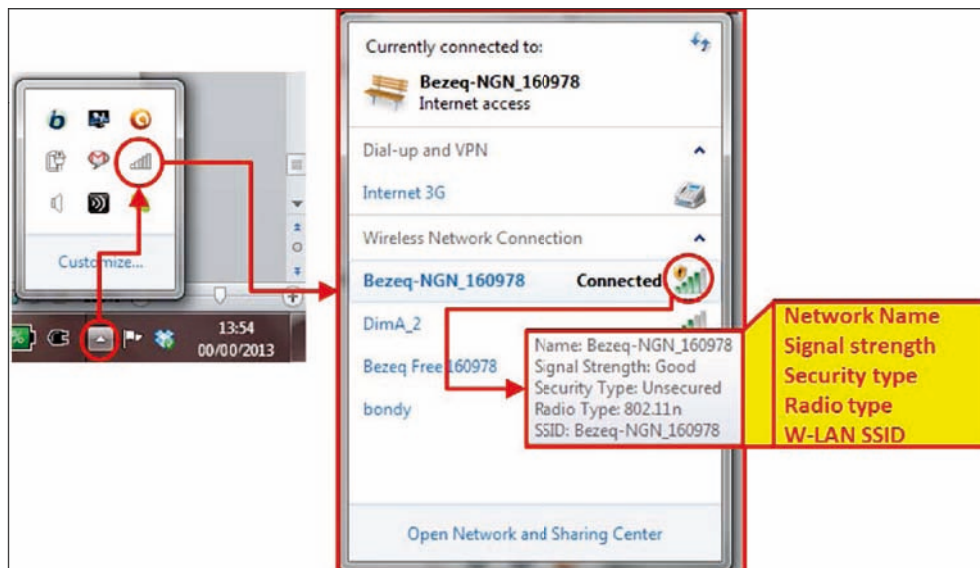 Customize...
13:54
00/00/2013
Currently connected to:
Bezeq-NGN_160978
Internet access
Dial-up and VPN
Internet 3G
Wireless Network Connection
Bezeq-NGN_160978 Connected
DimA_2
Bezeq Free 160978
bondy
Name: Bezeq-NGN_160978
Signal Strength: Good
Security Type: Unsecured
Radio Type: 802.11n
SSID: Bezeq-NGN_160978
Network Name
Signal strength
Security type
Radio type
W-LAN SSID
Open Network and Sharing Center